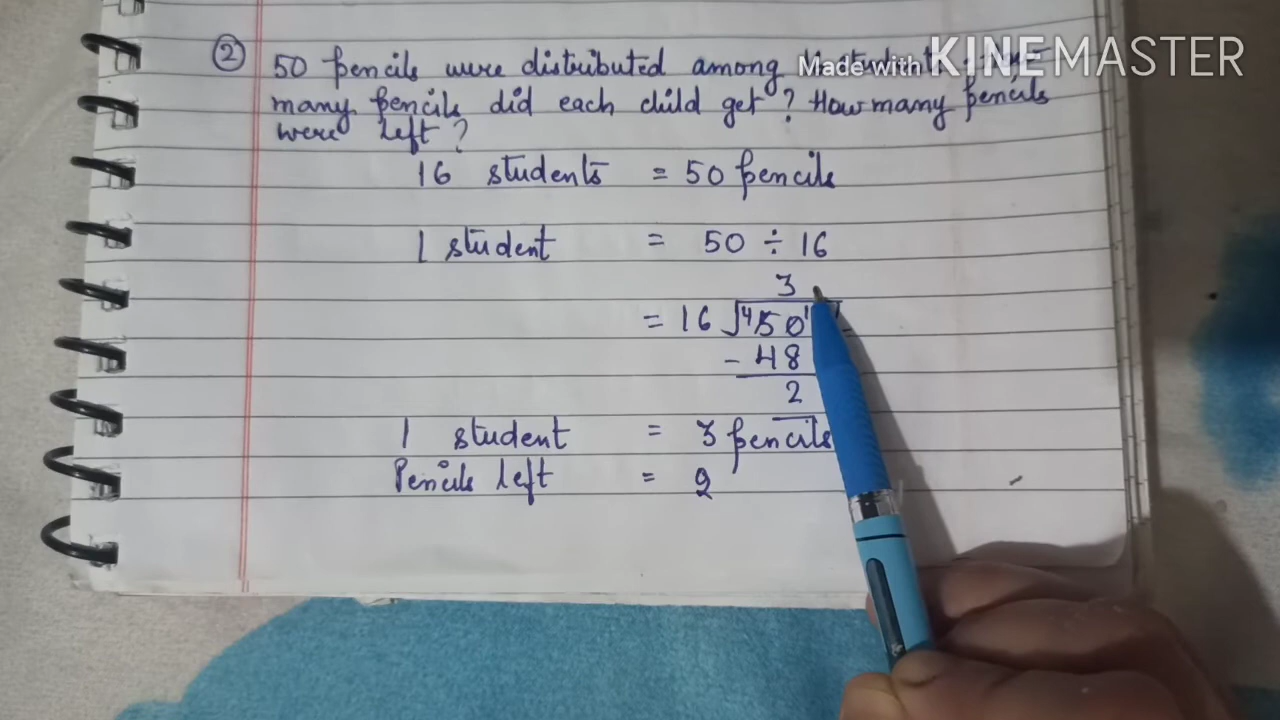 ② 50 pencils were distributed among
Made with KINEMASTER
many pencils did each child get? How many pencils
were left?
16 students = 50 pencils
1 student = 50 ÷ 16
3
= 16 4 50 1
- 48
2
1 student = 3 pencils
Pencils left = 2